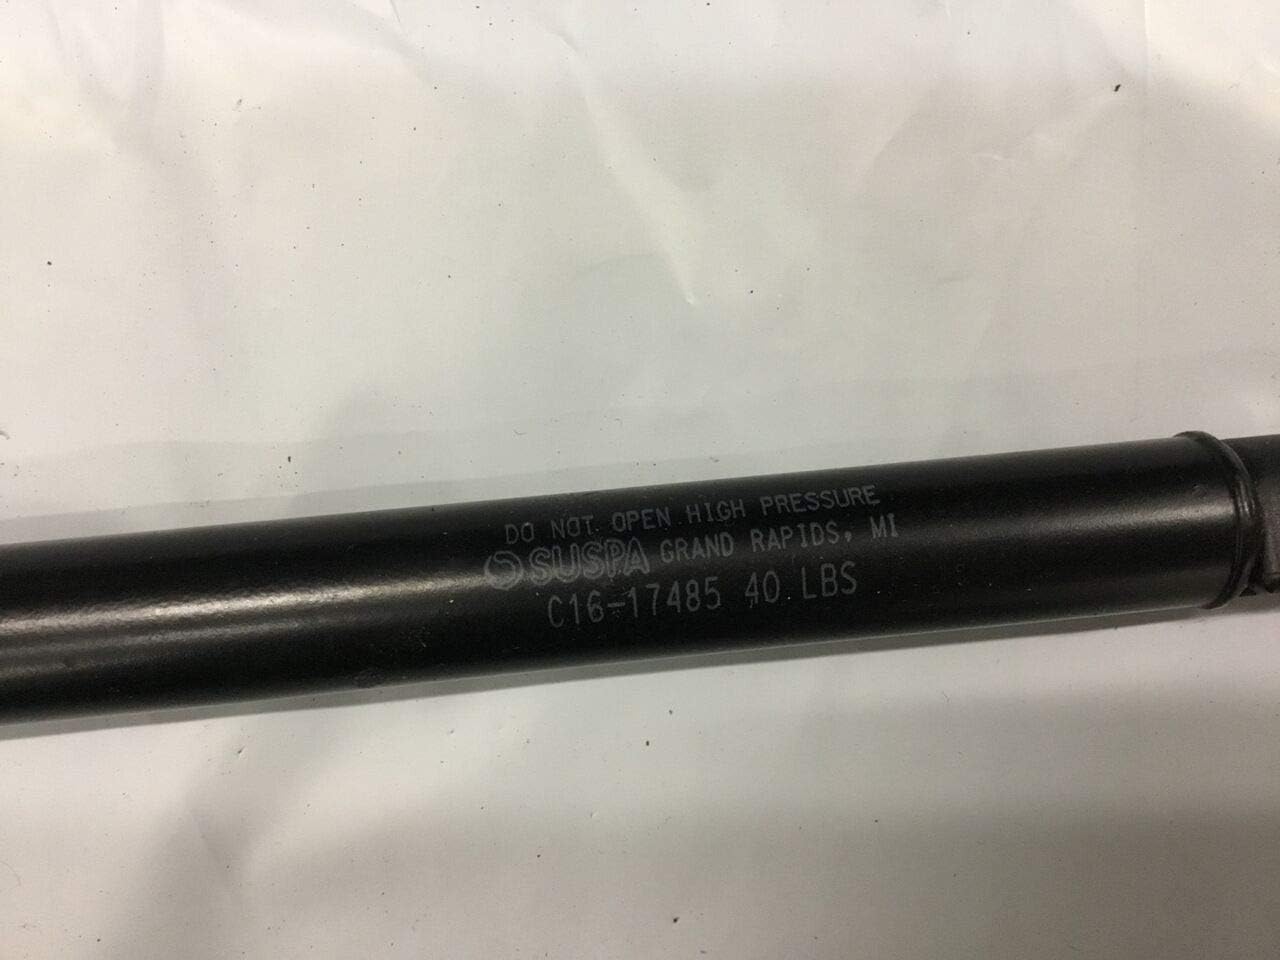 DO NOT OPEN HIGH PRESSURE
SUSPA GRAND RAPIDS, MI
C16-17485 40 LBS